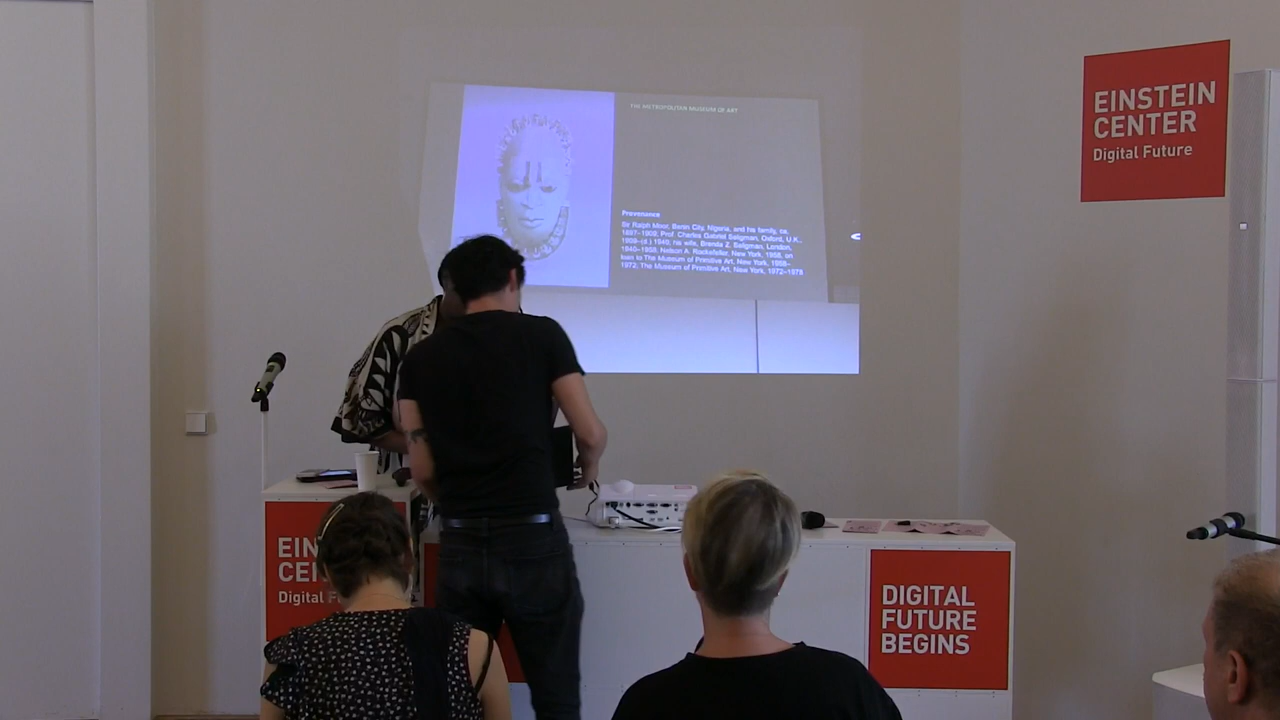 THE METROPOLITAN MUSEUM OF ART
Provenance
Sir Ralph Moor, Benin City, Nigeria, and his family, ca.
1897–1909; Prof. Charles Gabriel Seligman, Oxford, U.K.,
1909–(d.) 1940; his wife, Brenda Z. Seligman, London,
1940–1958; Nelson A. Rockefeller, New York, 1958, on
loan to The Museum of Primitive Art, New York, 1958–
1972; The Museum of Primitive Art, New York, 1972–1978
EINSTEIN
CENTER
Digital Future
EIN
CEN
Digital F
DIGITAL
FUTURE
BEGINS